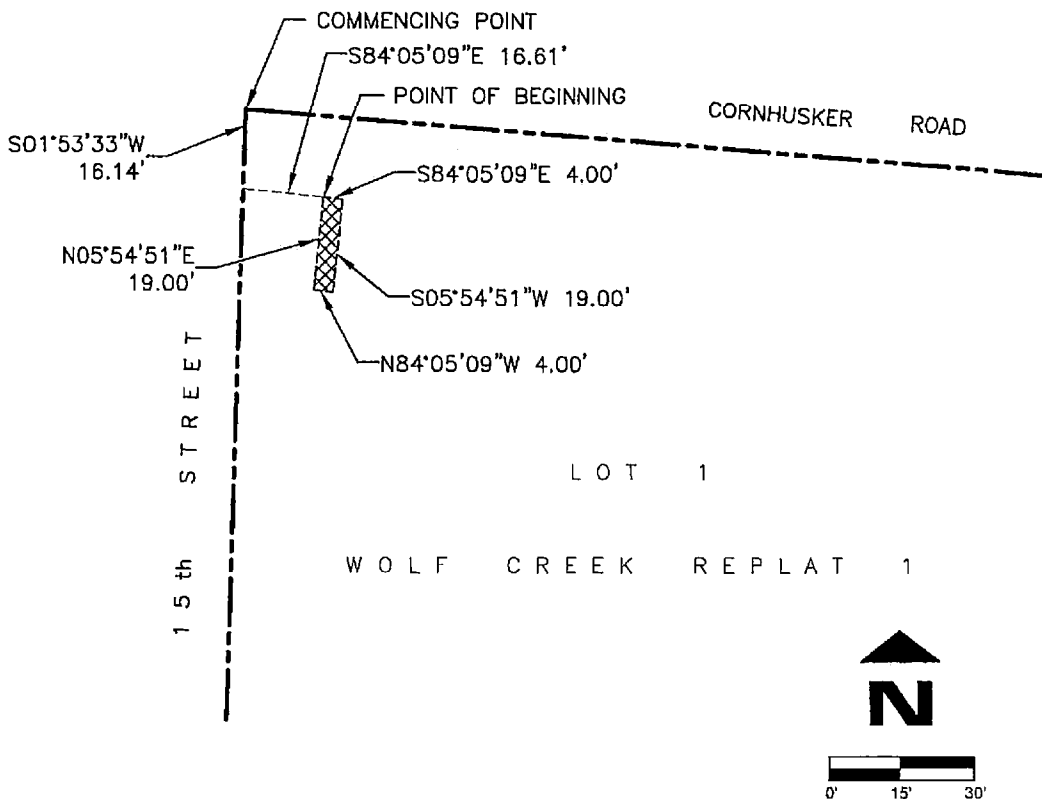 COMMENCING POINT
S84°05'09"E 16.61'
POINT OF BEGINNING
CORNHUSKER ROAD
S01°53'33"W
16.14'
S84°05'09"E 4.00'
N05°54'51"E
19.00'
S05°54'51"W 19.00'
N84°05'09"W 4.00'
15th STREET
LOT 1
WOLF CREEK REPLAT 1
N
0' 15' 30'